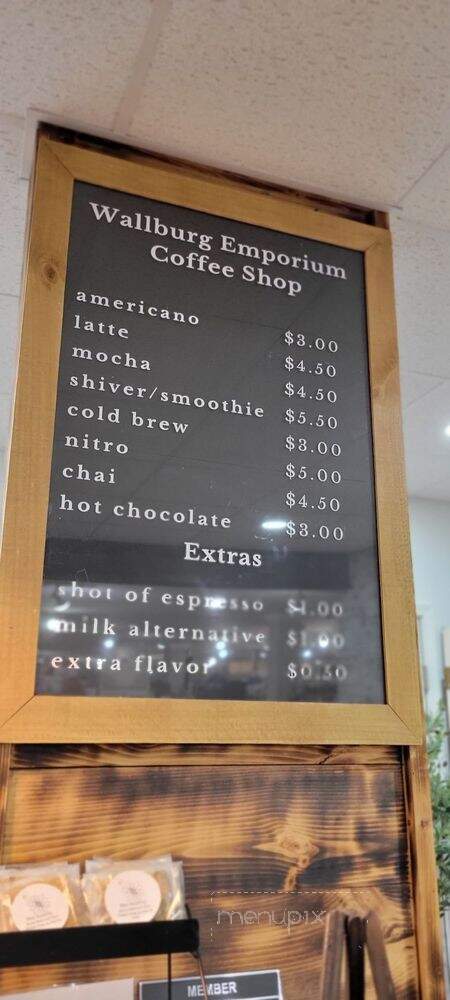 Wallburg Emporium
Coffee Shop
americano $3.00
latte $4.50
mocha $4.50
shiver/smoothie $5.50
cold brew $3.00
nitro $5.00
chai $4.50
hot chocolate $3.00
Extras
shot of espresso $1.00
milk alternative $1.00
extra flavor $0.50
menupix
MEMBER